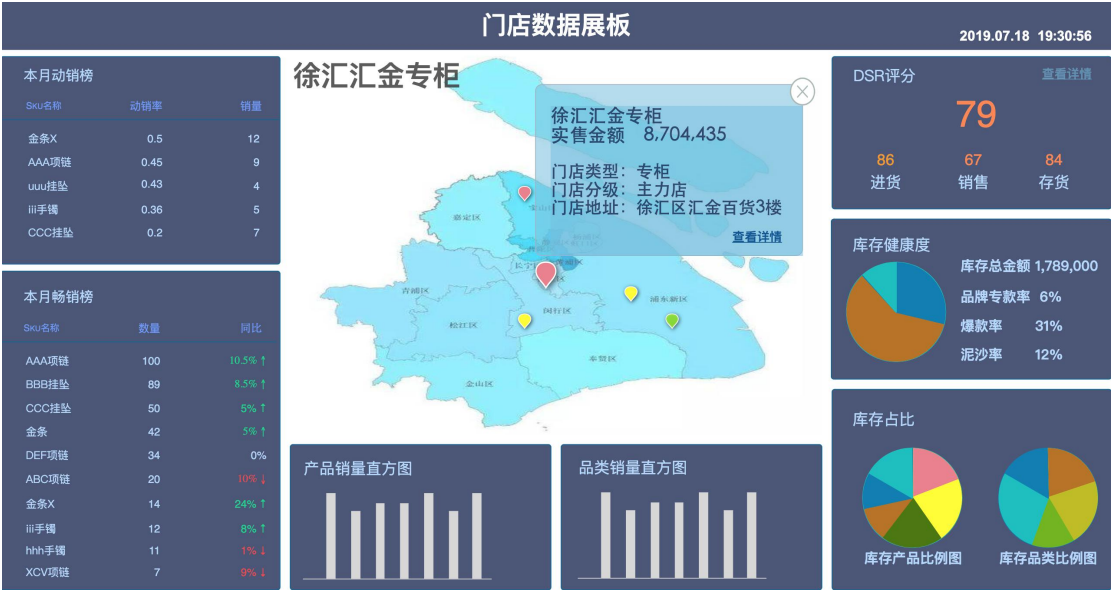 门店数据展板
2019.07.18 19:30:56
本月动销榜
SKU名称 动销率 销量
金条X 0.5 12
AAA项链 0.45 9
uuu挂坠 0.43 4
iii手镯 0.36 5
CCC挂坠 0.2 7
本月畅销榜
SKU名称 数量 同比
AAA项链 100 10.5% ↑
BBB挂坠 89 8.5% ↑
CCC挂坠 50 5% ↑
金条 42 5% ↑
DEF项链 34 0%
ABC项链 20 10% ↓
金条X 14 24% ↑
iii手镯 12 8% ↑
hhh手镯 11 1% ↓
XCV项链 7 9% ↓
徐汇汇金专柜
徐汇汇金专柜
实售金额 8,704,435
门店类型：专柜
门店分级：主力店
门店地址：徐汇区汇金百货3楼
查看详情
嘉定区
青浦区
松江区
闵行区
浦东新区
奉贤区
金山区
产品销量直方图
品类销量直方图
DSR评分 查看详情
79
86 67 84
进货 销售 存货
库存健康度
库存总金额 1,789,000
品牌专款率 6%
爆款率 31%
泥沙率 12%
库存占比
库存产品比例图 库存品类比例图